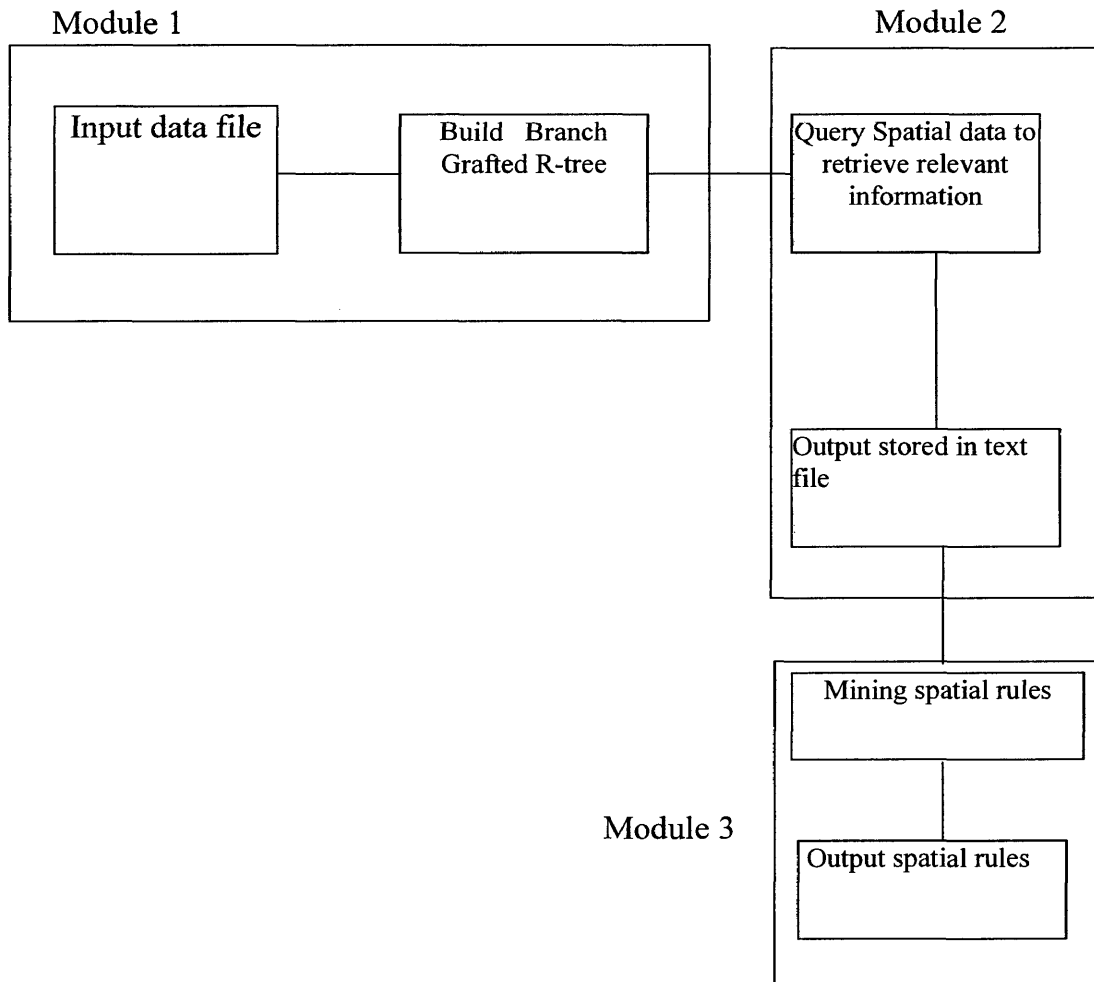 Module 1
Module 2
Input data file
Build Branch
Grafted R-tree
Query Spatial data to
retrieve relevant
information
Output stored in text
file
Mining spatial rules
Module 3
Output spatial rules